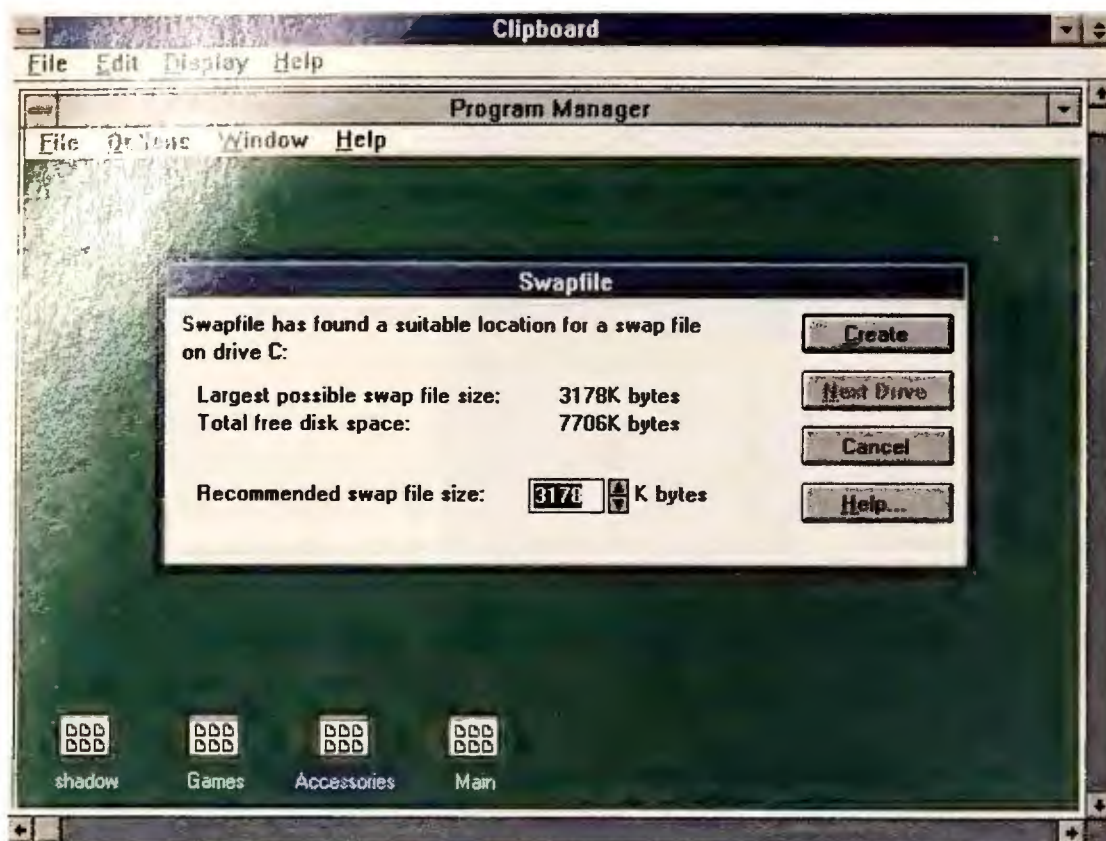 Clipboard
File Edit Display Help
Program Manager
File Options Window Help
Swapfile
Swapfile has found a suitable location for a swap file
on drive C:
Create
Largest possible swap file size: 3178K bytes
Next Drive
Total free disk space: 7706K bytes
Cancel
Recommended swap file size: 3178 K bytes
Help...
shadow Games Accessories Main